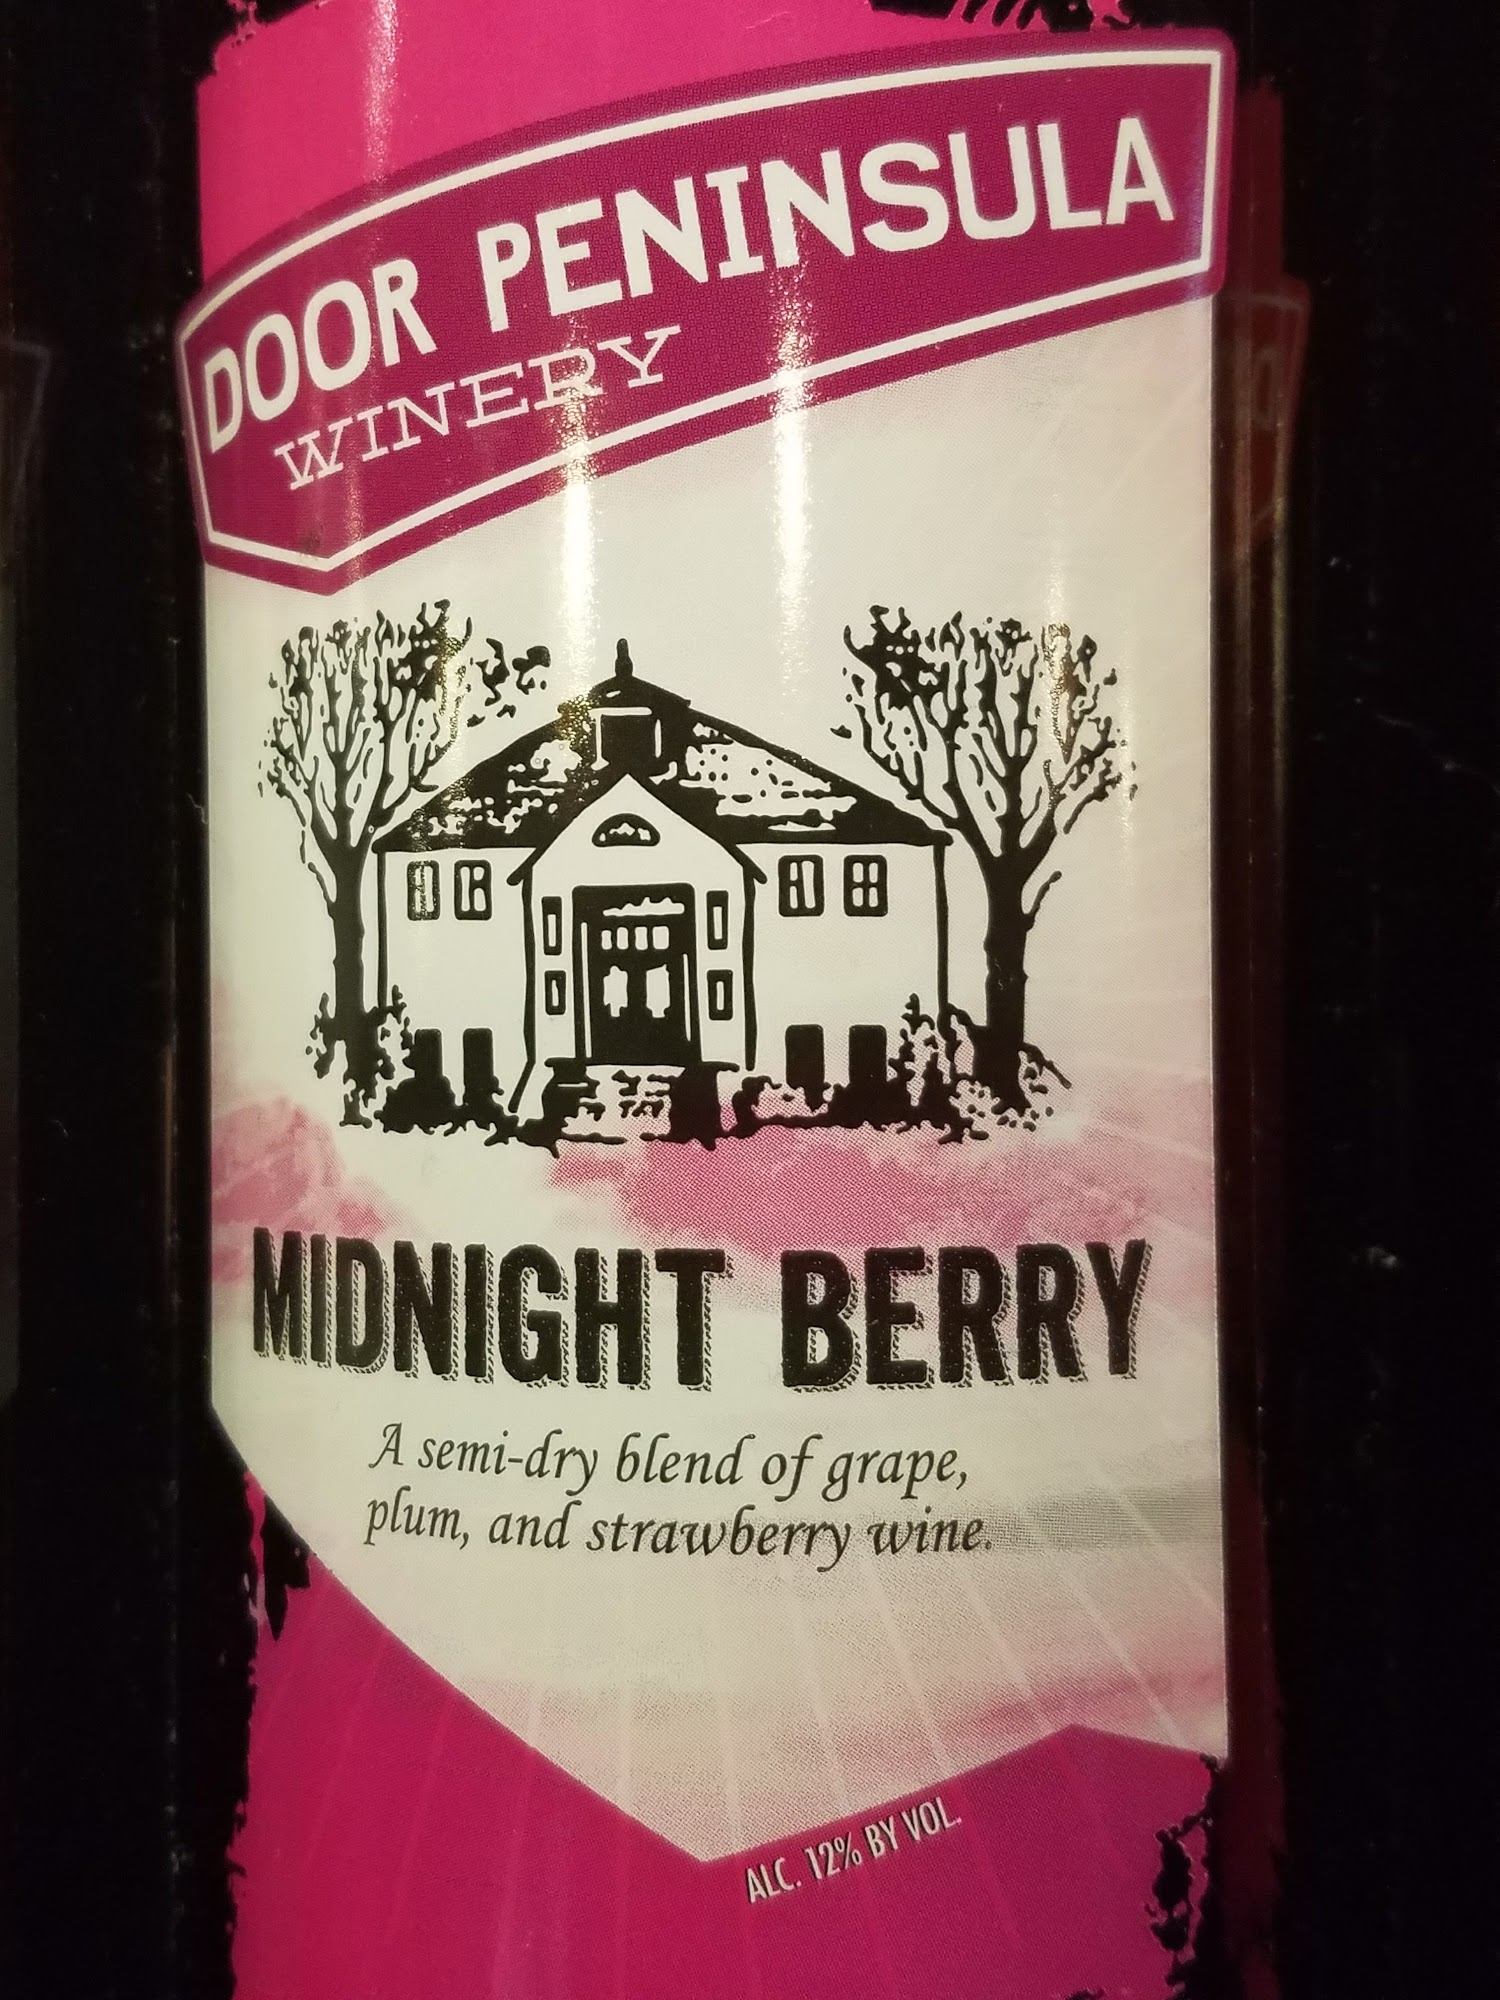 DOOR PENINSULA
WINERY
MIDNIGHT BERRY
A semi-dry blend of grape,
plum, and strawberry wine.
ALC. 12% BY VOL.